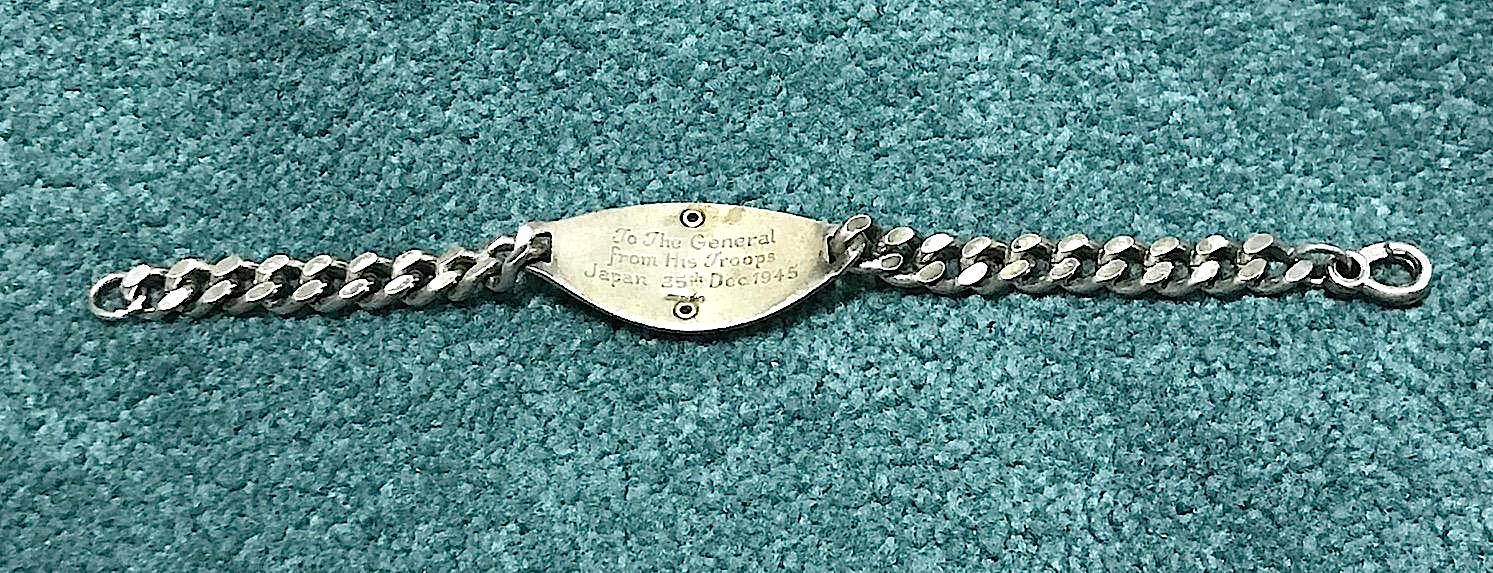 To The General
from His Troops
Japan 25th Dec. 1945